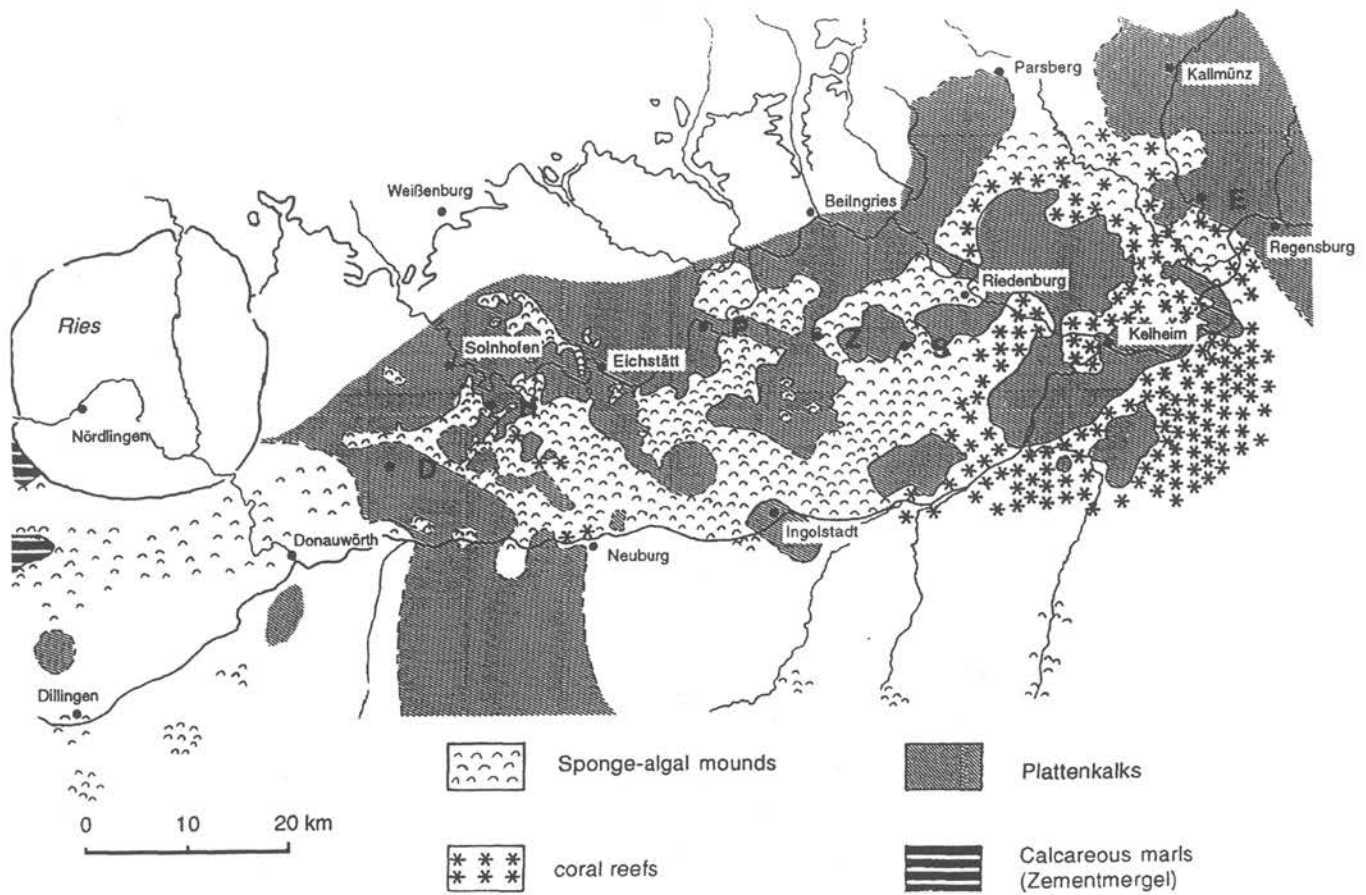 Parsberg
Kallmünz
Weißenburg
Beilngries
E
Regensburg
Ries
Riedenburg
Solnhofen
P
Z
Kelheim
Eichstätt
S
Nördlingen
H
D
Ingolstadt
Donauwörth
Neuburg
Dillingen
Sponge-algal mounds
Plattenkalks
0 10 20 km
coral reefs
Calcareous marls
(Zementmergel)